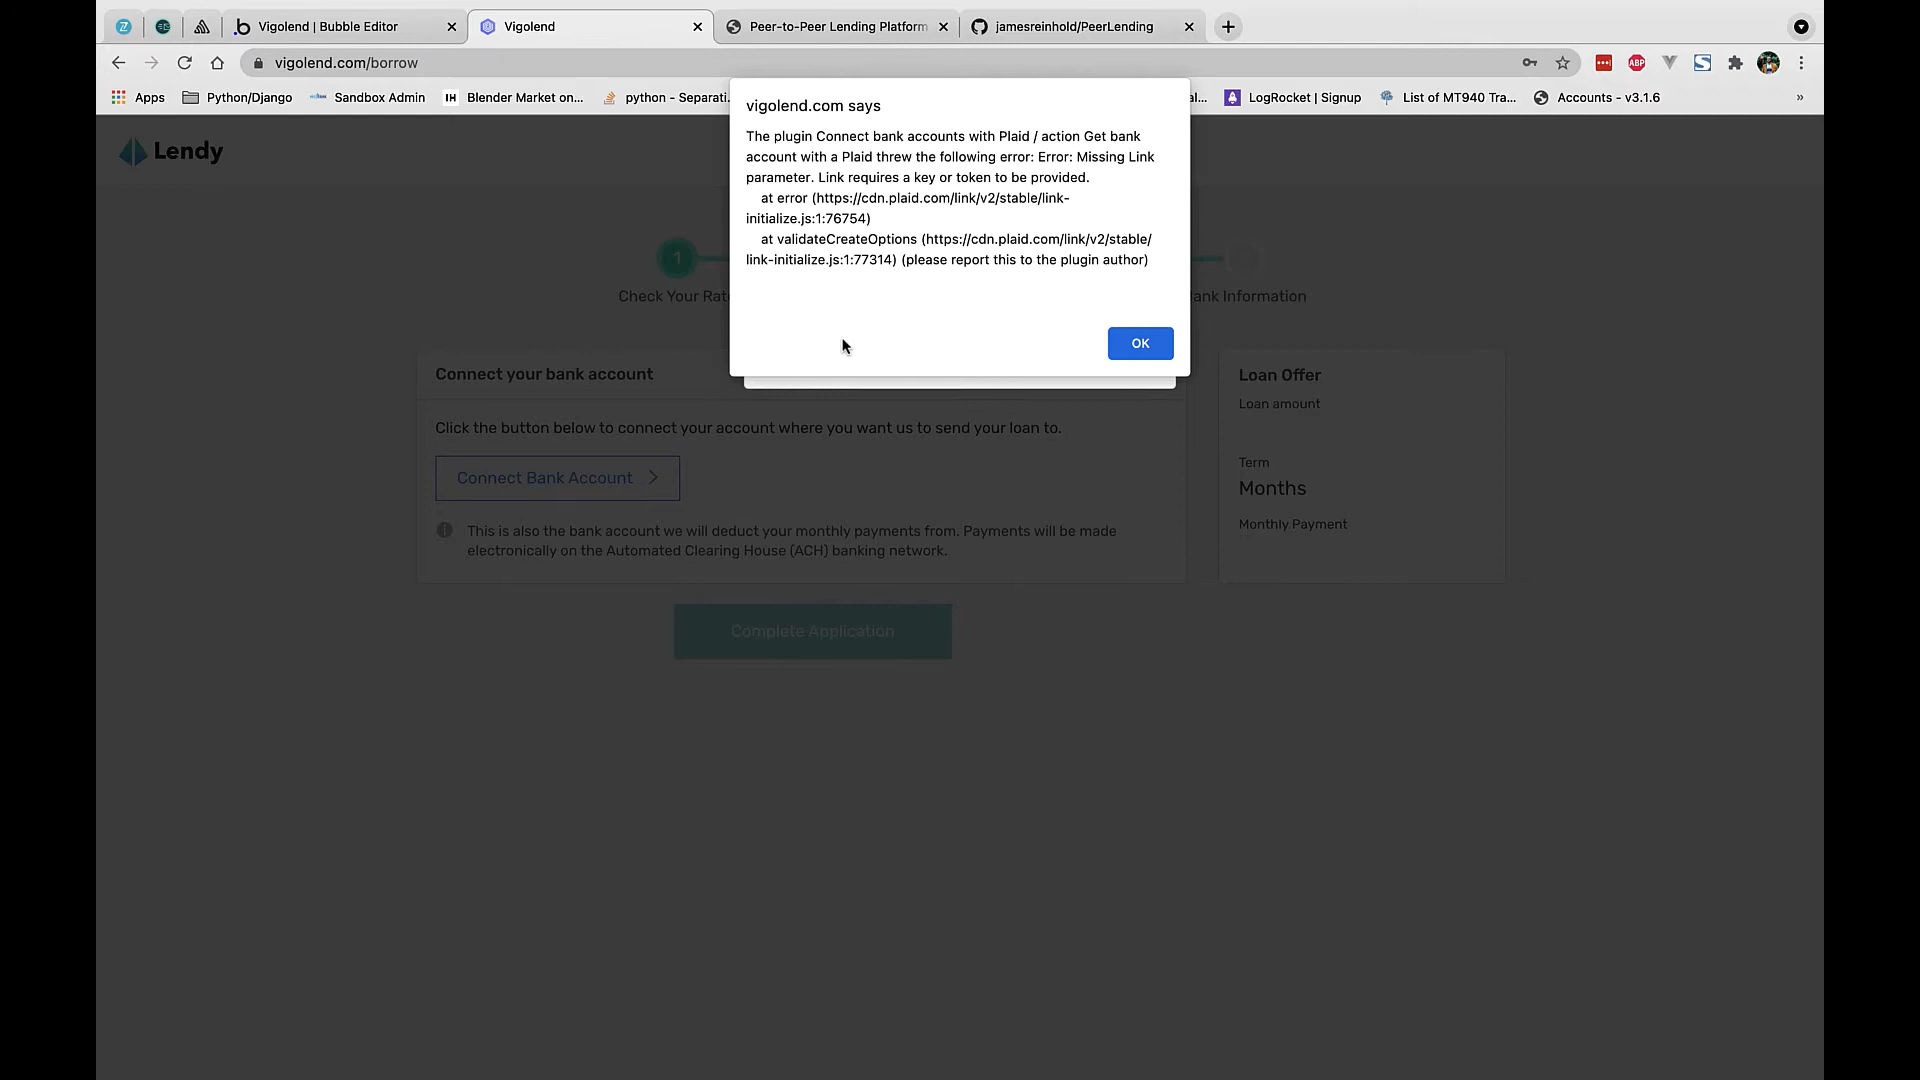 Vigolend | Bubble Editor
Vigolend
Peer-to-Peer Lending Platform
jamesreinhold/PeerLending
vigolend.com/borrow
ABP
Apps
Python/Django
Sandbox Admin
IH
Blender Market on...
python - Separati...
al...
LogRocket | Signup
List of MT940 Tra...
Accounts - v3.1.6
»
vigolend.com says
The plugin Connect bank accounts with Plaid / action Get bank
account with a Plaid threw the following error: Error: Missing Link
parameter. Link requires a key or token to be provided.
at error (https://cdn.plaid.com/link/v2/stable/link-
initialize.js:1:76754)
at validateCreateOptions (https://cdn.plaid.com/link/v2/stable/
link-initialize.js:1:77314) (please report this to the plugin author)
OK
Lendy
1
Check Your Rat
ank Information
Connect your bank account
Click the button below to connect your account where you want us to send your loan to.
Connect Bank Account
This is also the bank account we will deduct your monthly payments from. Payments will be made
electronically on the Automated Clearing House (ACH) banking network.
Loan Offer
Loan amount
Term
Months
Monthly Payment
Complete Application